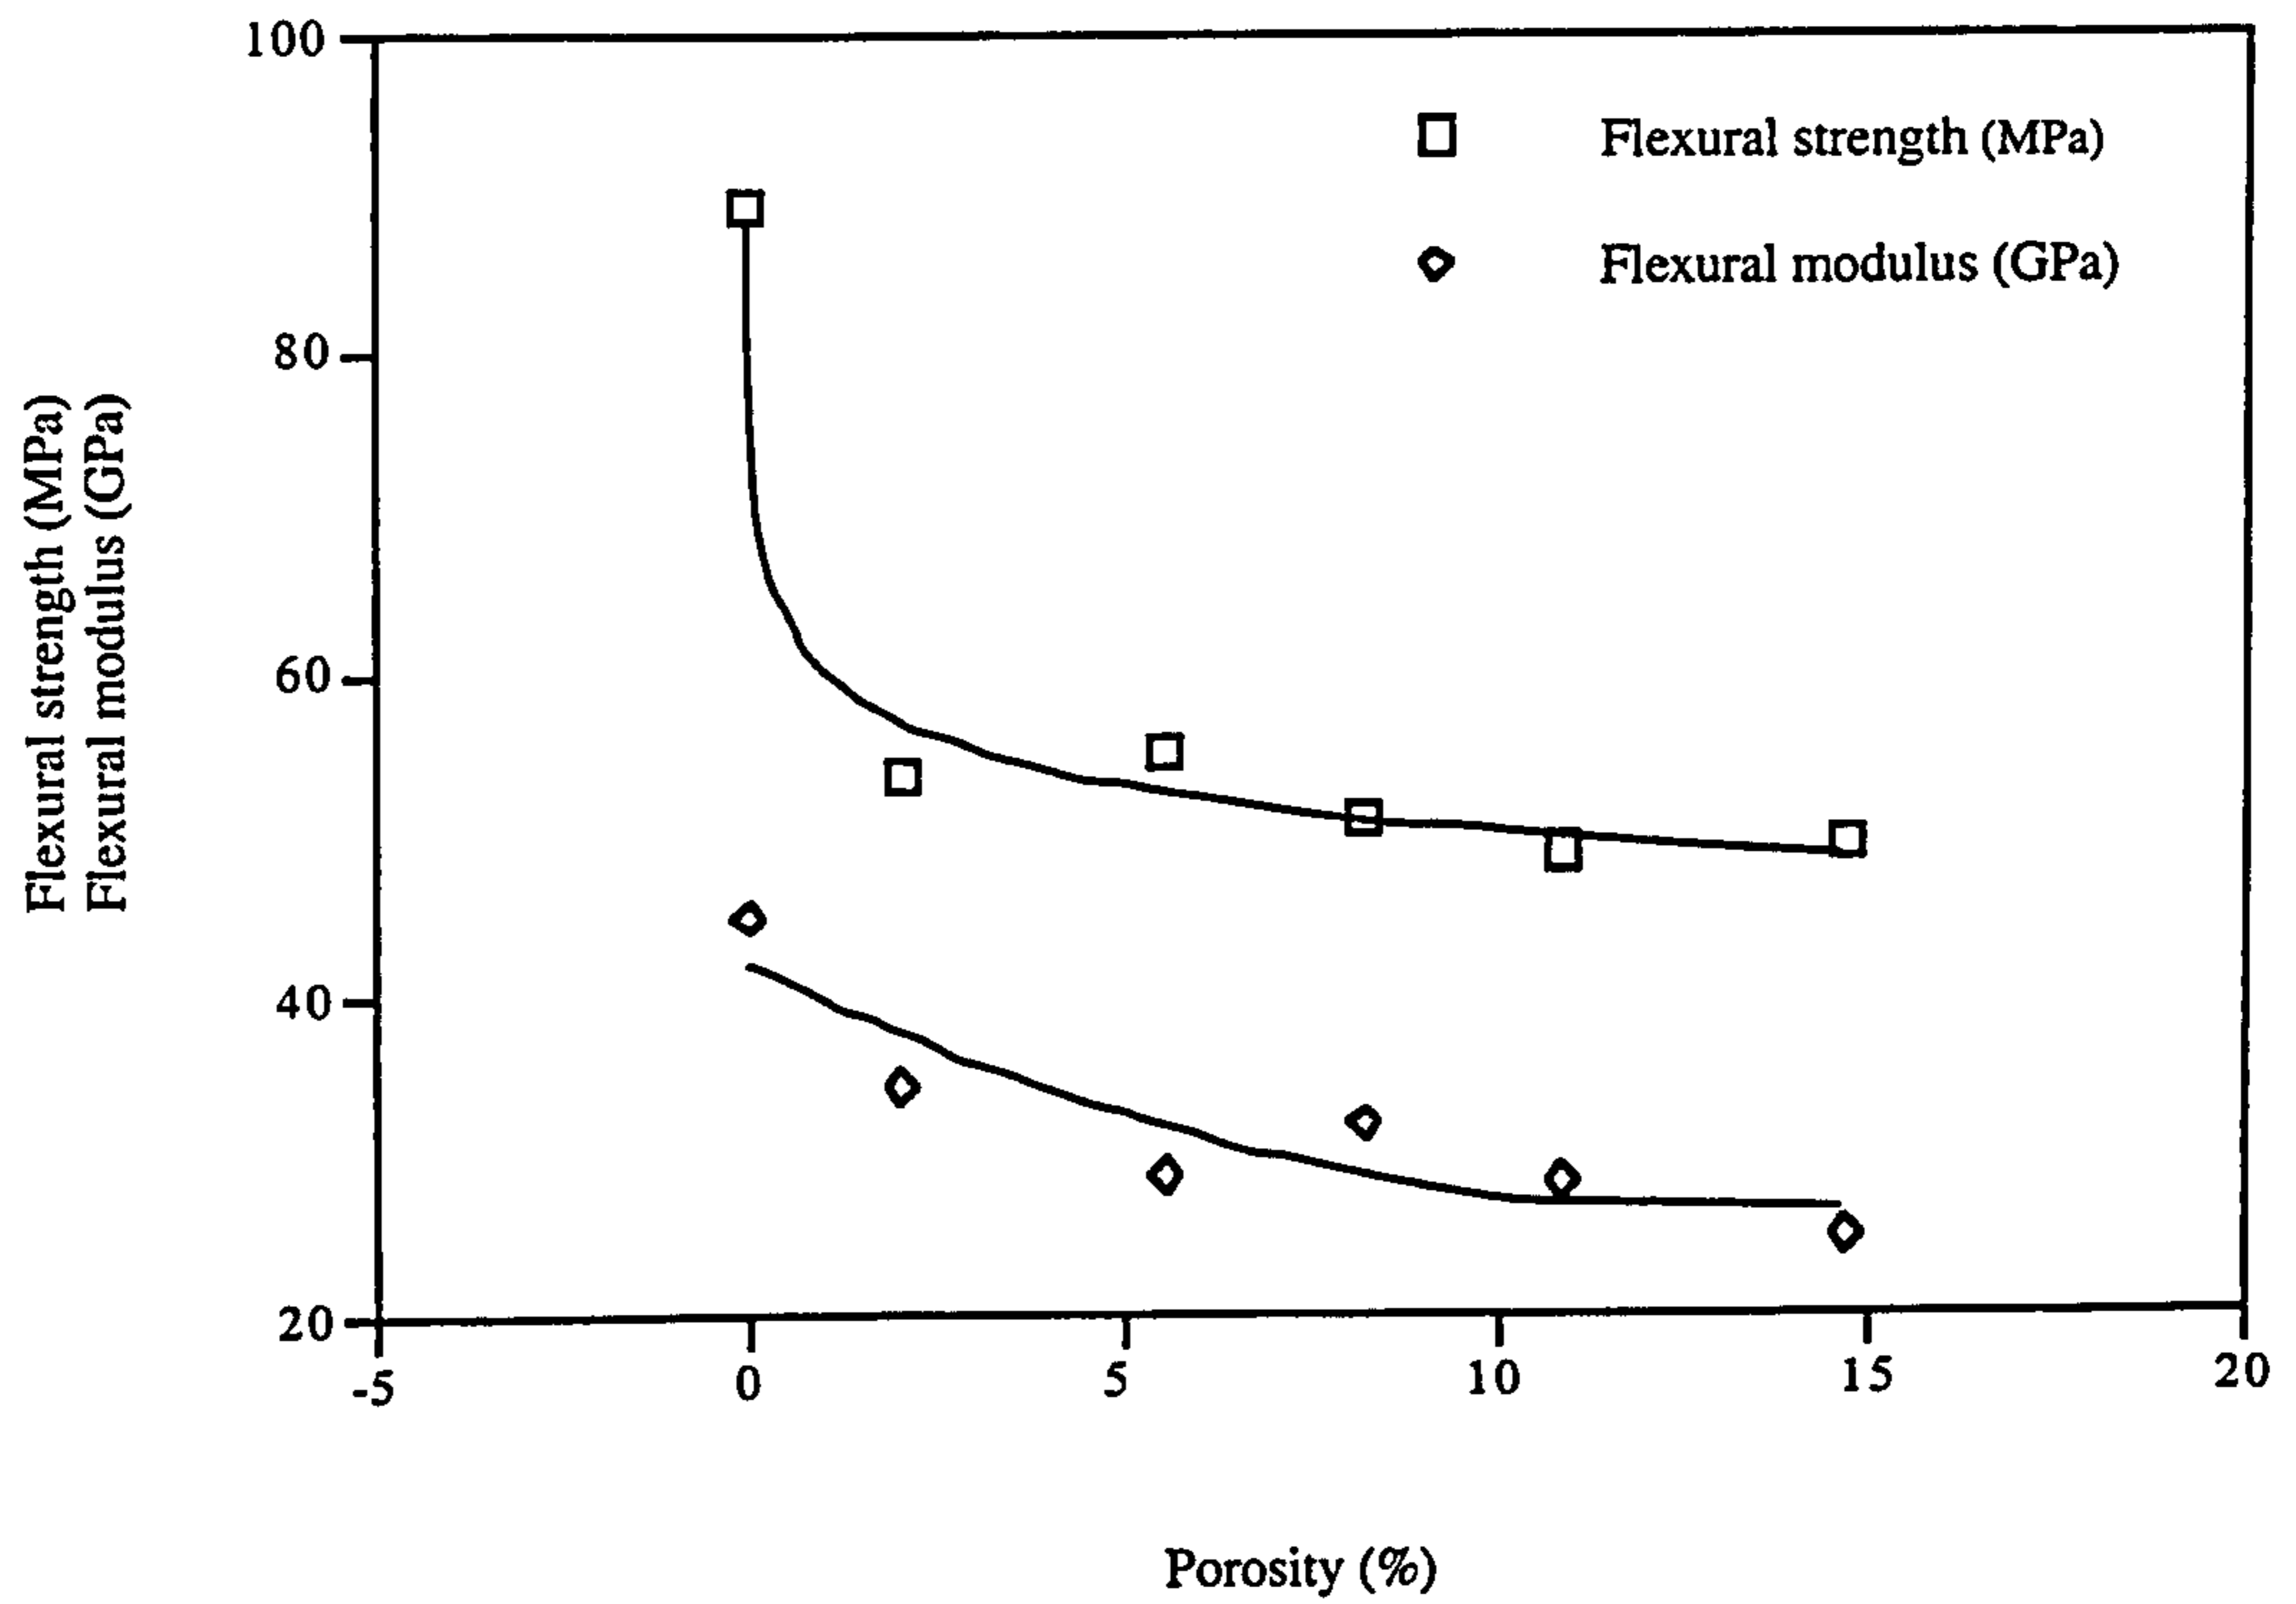 100
80
60
40
20
-5
0
5
10
15
20
Flexural strength (MPa)
Flexural modulus (GPa)
Flexural strength (MPa)
Flexural modulus (GPa)
Porosity (%)